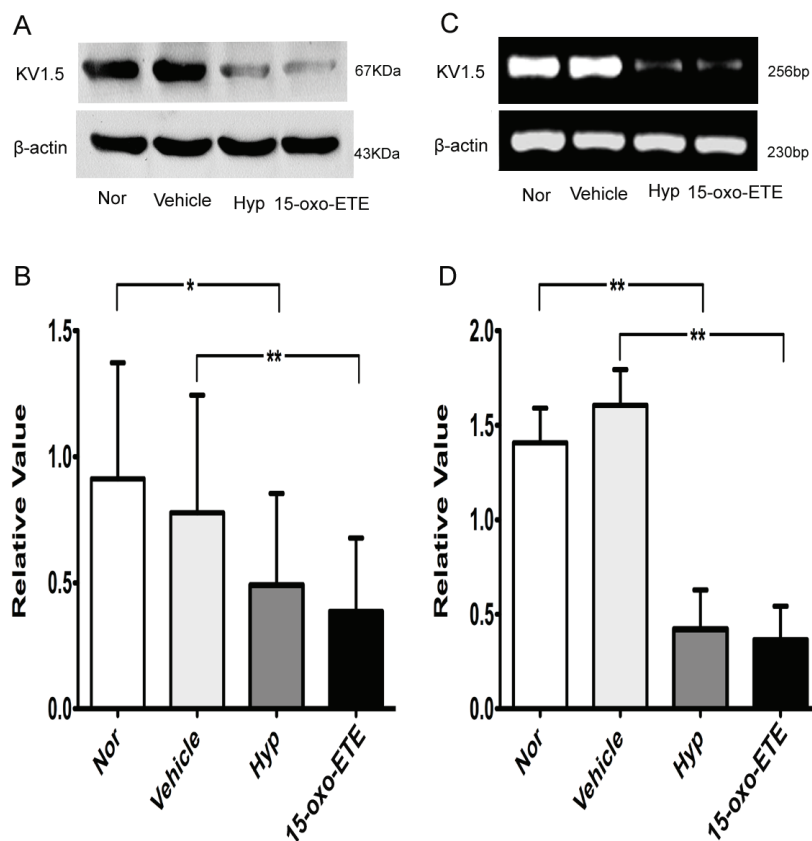 A
KV1.5
67KDa
β-actin
43KDa
Nor Vehicle Hyp 15-oxo-ETE
C
KV1.5
256bp
β-actin
230bp
Nor Vehicle Hyp 15-oxo-ETE
B
*
**
1.5
1.0
0.5
0.0
Relative Value
Nor
Vehicle
Hyp
15-oxo-ETE
D
**
**
2.0
1.5
1.0
0.5
0.0
Relative Value
Nor
Vehicle
Hyp
15-oxo-ETE